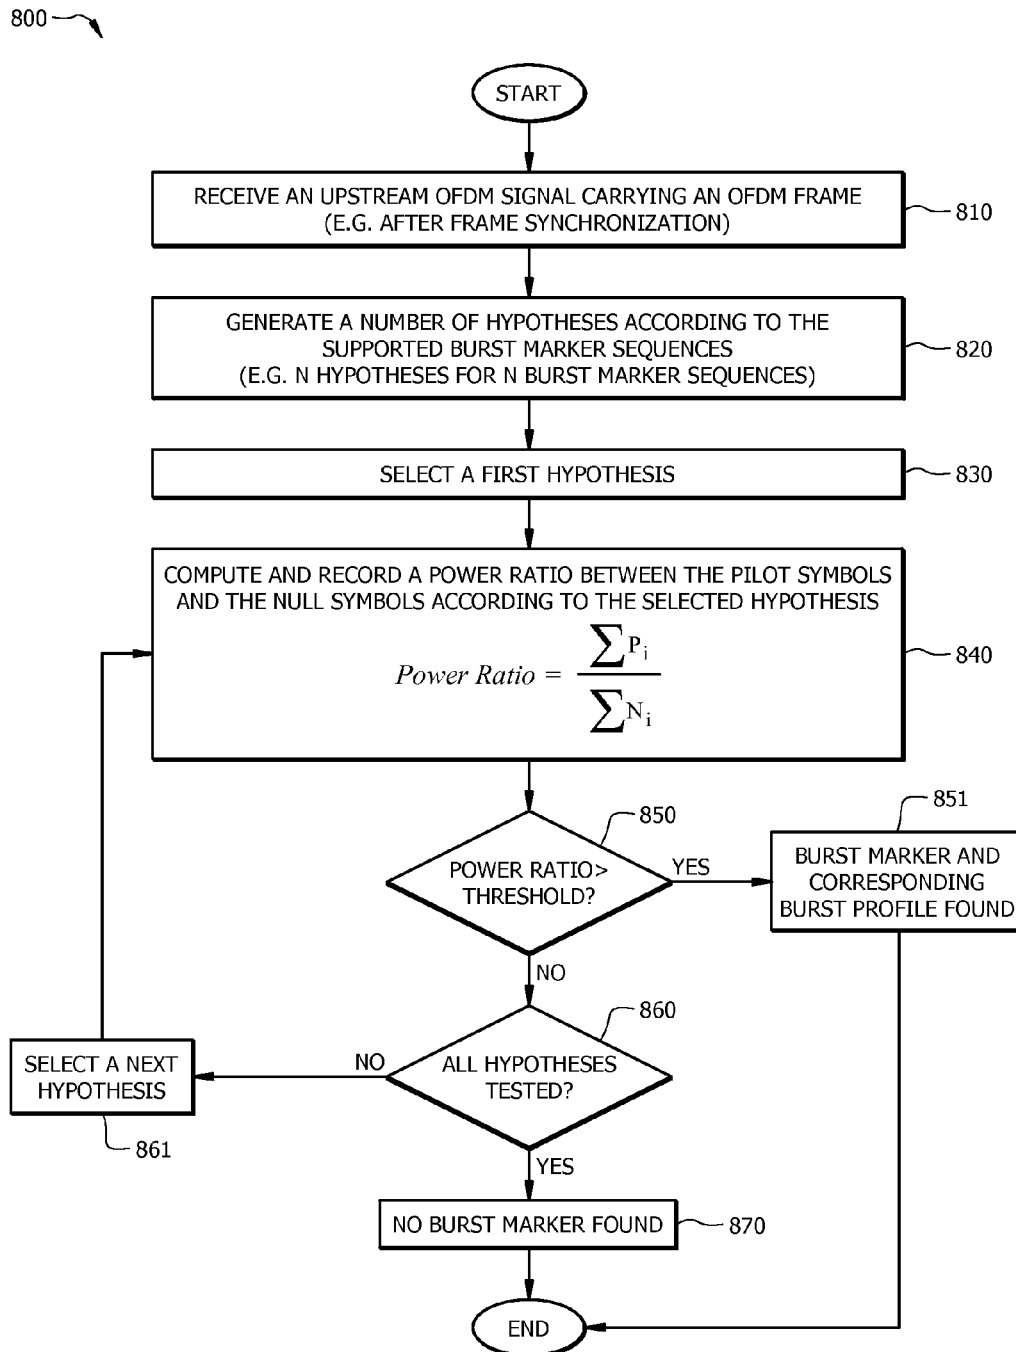 800
START
RECEIVE AN UPSTREAM OFDM SIGNAL CARRYING AN OFDM FRAME
(E.G. AFTER FRAME SYNCHRONIZATION)
810
GENERATE A NUMBER OF HYPOTHESES ACCORDING TO THE
SUPPORTED BURST MARKER SEQUENCES
(E.G. N HYPOTHESES FOR N BURST MARKER SEQUENCES)
820
SELECT A FIRST HYPOTHESIS
830
COMPUTE AND RECORD A POWER RATIO BETWEEN THE PILOT SYMBOLS
AND THE NULL SYMBOLS ACCORDING TO THE SELECTED HYPOTHESIS
Power Ratio = ∑P_j / ∑N_i
840
850
POWER RATIO>
THRESHOLD?
YES
851
BURST MARKER AND
CORRESPONDING
BURST PROFILE FOUND
NO
860
ALL HYPOTHESES
TESTED?
NO
SELECT A NEXT
HYPOTHESIS
861
YES
NO BURST MARKER FOUND
870
END